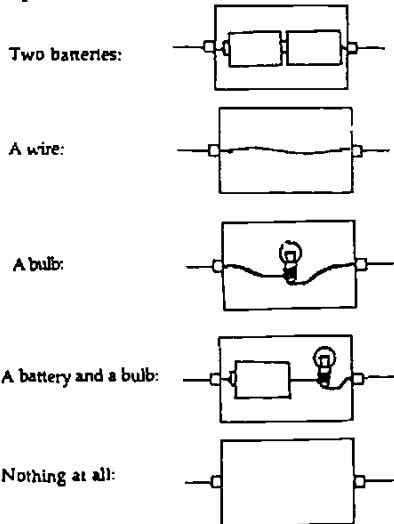 Two batteries:
A wire:
A bulb:
A battery and a bulb:
Nothing at all: